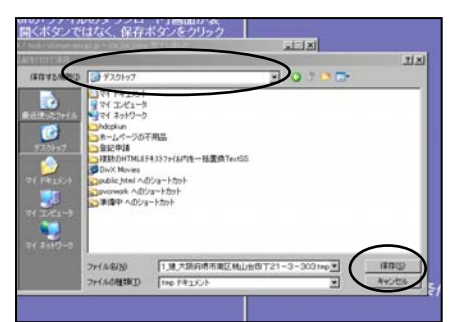 開くボタンではなく、保存ボタンをクリック
保存する場所(I)
デスクトップ
最近使ったファイル
デスクトップ
マイ ドキュメント
マイ コンピュータ
マイ ネットワーク
マイ ドキュメント
マイ コンピュータ
マイ ネットワーク
hdcpkun
ホームページの不用品
登記申請
複数のHTML&テキストファイル内を一括置換TextSS
DivX Movies
public_html へのショートカット
pvorwork へのショートカット
準備中 へのショートカット
ファイル名(N)
ファイルの種類(T)
tmp ドキュメント
保存(S)
キャンセル